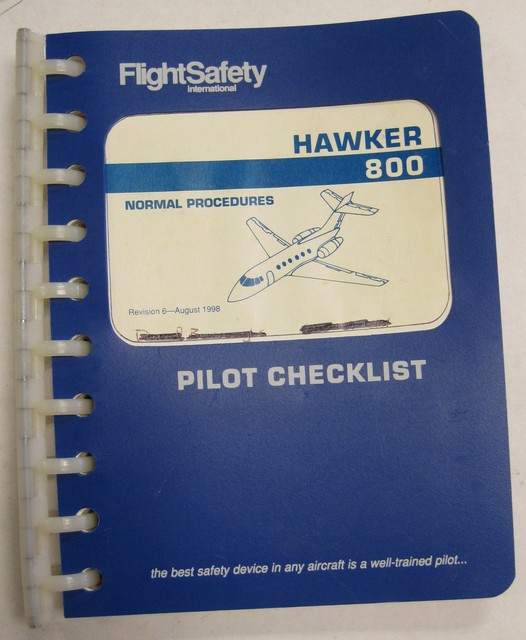 FlightSafety
International
HAWKER
800
NORMAL PROCEDURES
Revision 6—August 1998
PILOT CHECKLIST
the best safety device in any aircraft is a well-trained pilot...